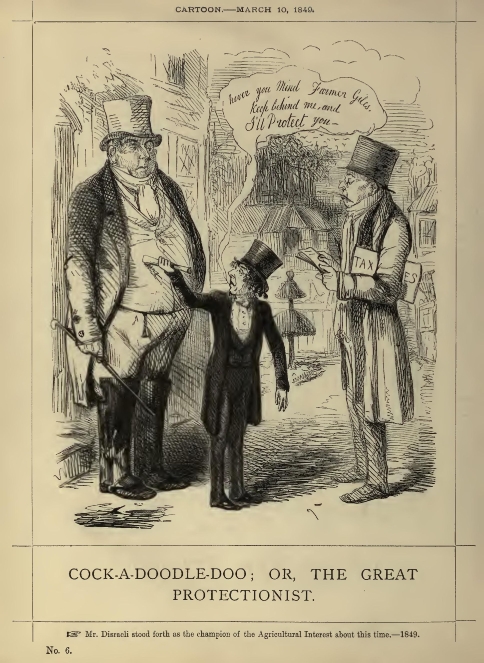 CARTOON.—MARCH 10, 1849.
never you Mind Farmer Giles,
Keep behind me, and
I'll Protect you—
TAX
ES
COCK-A-DOODLE-DOO; OR, THE GREAT
PROTECTIONIST.
☞ Mr. Disraeli stood forth as the champion of the Agricultural Interest about this time.—1849.
No. 6.